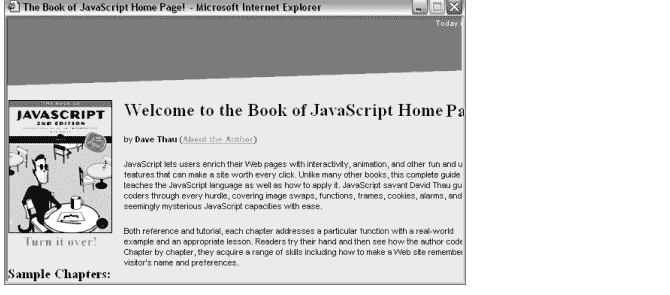 The Book of JavaScript Home Page! - Microsoft Internet Explorer
Today i
THE BOOK OF
JAVASCRIPT
2ND EDITION
Welcome to the Book of JavaScript Home Pa
by Dave Thau (About the Author)
JavaScript lets users enrich their Web pages with interactivity, animation, and other fun and u
features that can make a site worth every click. Unlike many other books, this complete guide
teaches the JavaScript language as well as how to apply it. JavaScript savant David Thau gu
coders through every hurdle, covering image swaps, functions, frames, cookies, alarms, and
seemingly mysterious JavaScript capacities with ease.
Both reference and tutorial, each chapter addresses a particular function with a real-world
example and an appropriate lesson. Readers try their hand and then see how the author code
Chapter by chapter, they acquire a range of skills including how to make a Web site remember
visitor's name and preferences.
Turn it over!
Sample Chapters: